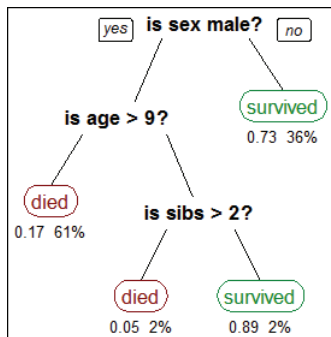 yes is sex male? no
survived
0.73 36%
is age > 9?
died
0.17 61%
is sibs > 2?
died survived
0.05 2% 0.89 2%